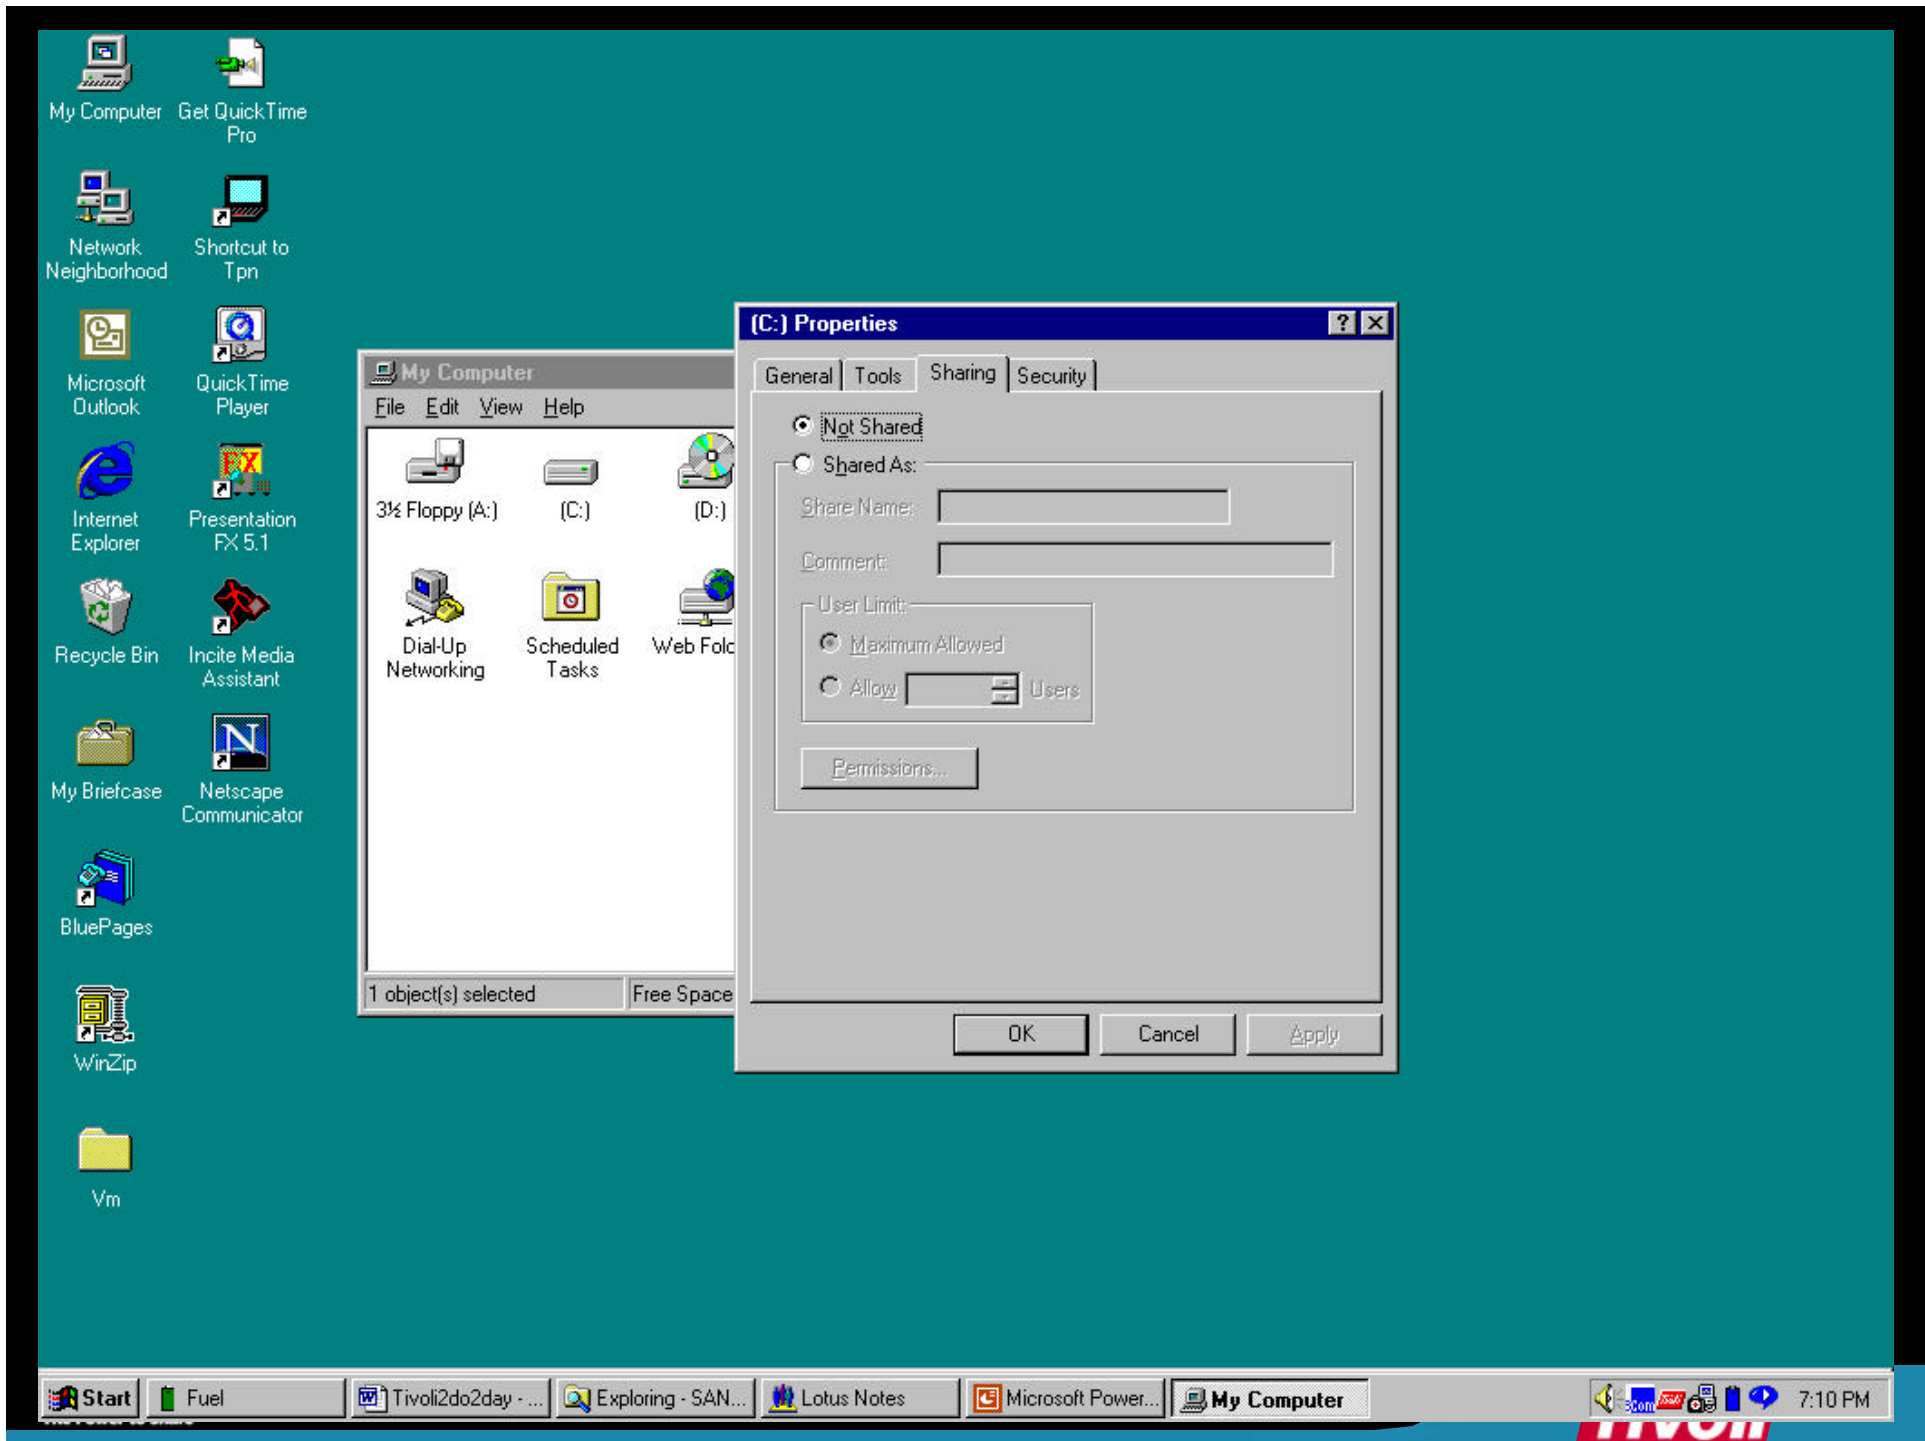 My Computer
Get QuickTime
Pro
Network
Neighborhood
Shortcut to
Tpn
Microsoft
Outlook
QuickTime
Player
Internet
Explorer
Presentation
FX 5.1
Recycle Bin
Incite Media
Assistant
My Briefcase
Netscape
Communicator
BluePages
WinZip
Vm
My Computer
File Edit View Help
3½ Floppy (A:)
(C:)
(D:)
Dial-Up
Networking
Scheduled
Tasks
Web Fold
1 object(s) selected
Free Space
(C:) Properties
General
Tools
Sharing
Security
Not Shared
Shared As:
Share Name:
Comment:
User Limit:
Maximum Allowed
Allow
Users
Permissions...
OK
Cancel
Apply
Start
Fuel
Tivoli2do2day - ...
Exploring - SAN...
Lotus Notes
Microsoft Power...
My Computer
7:10 PM
Tivoli